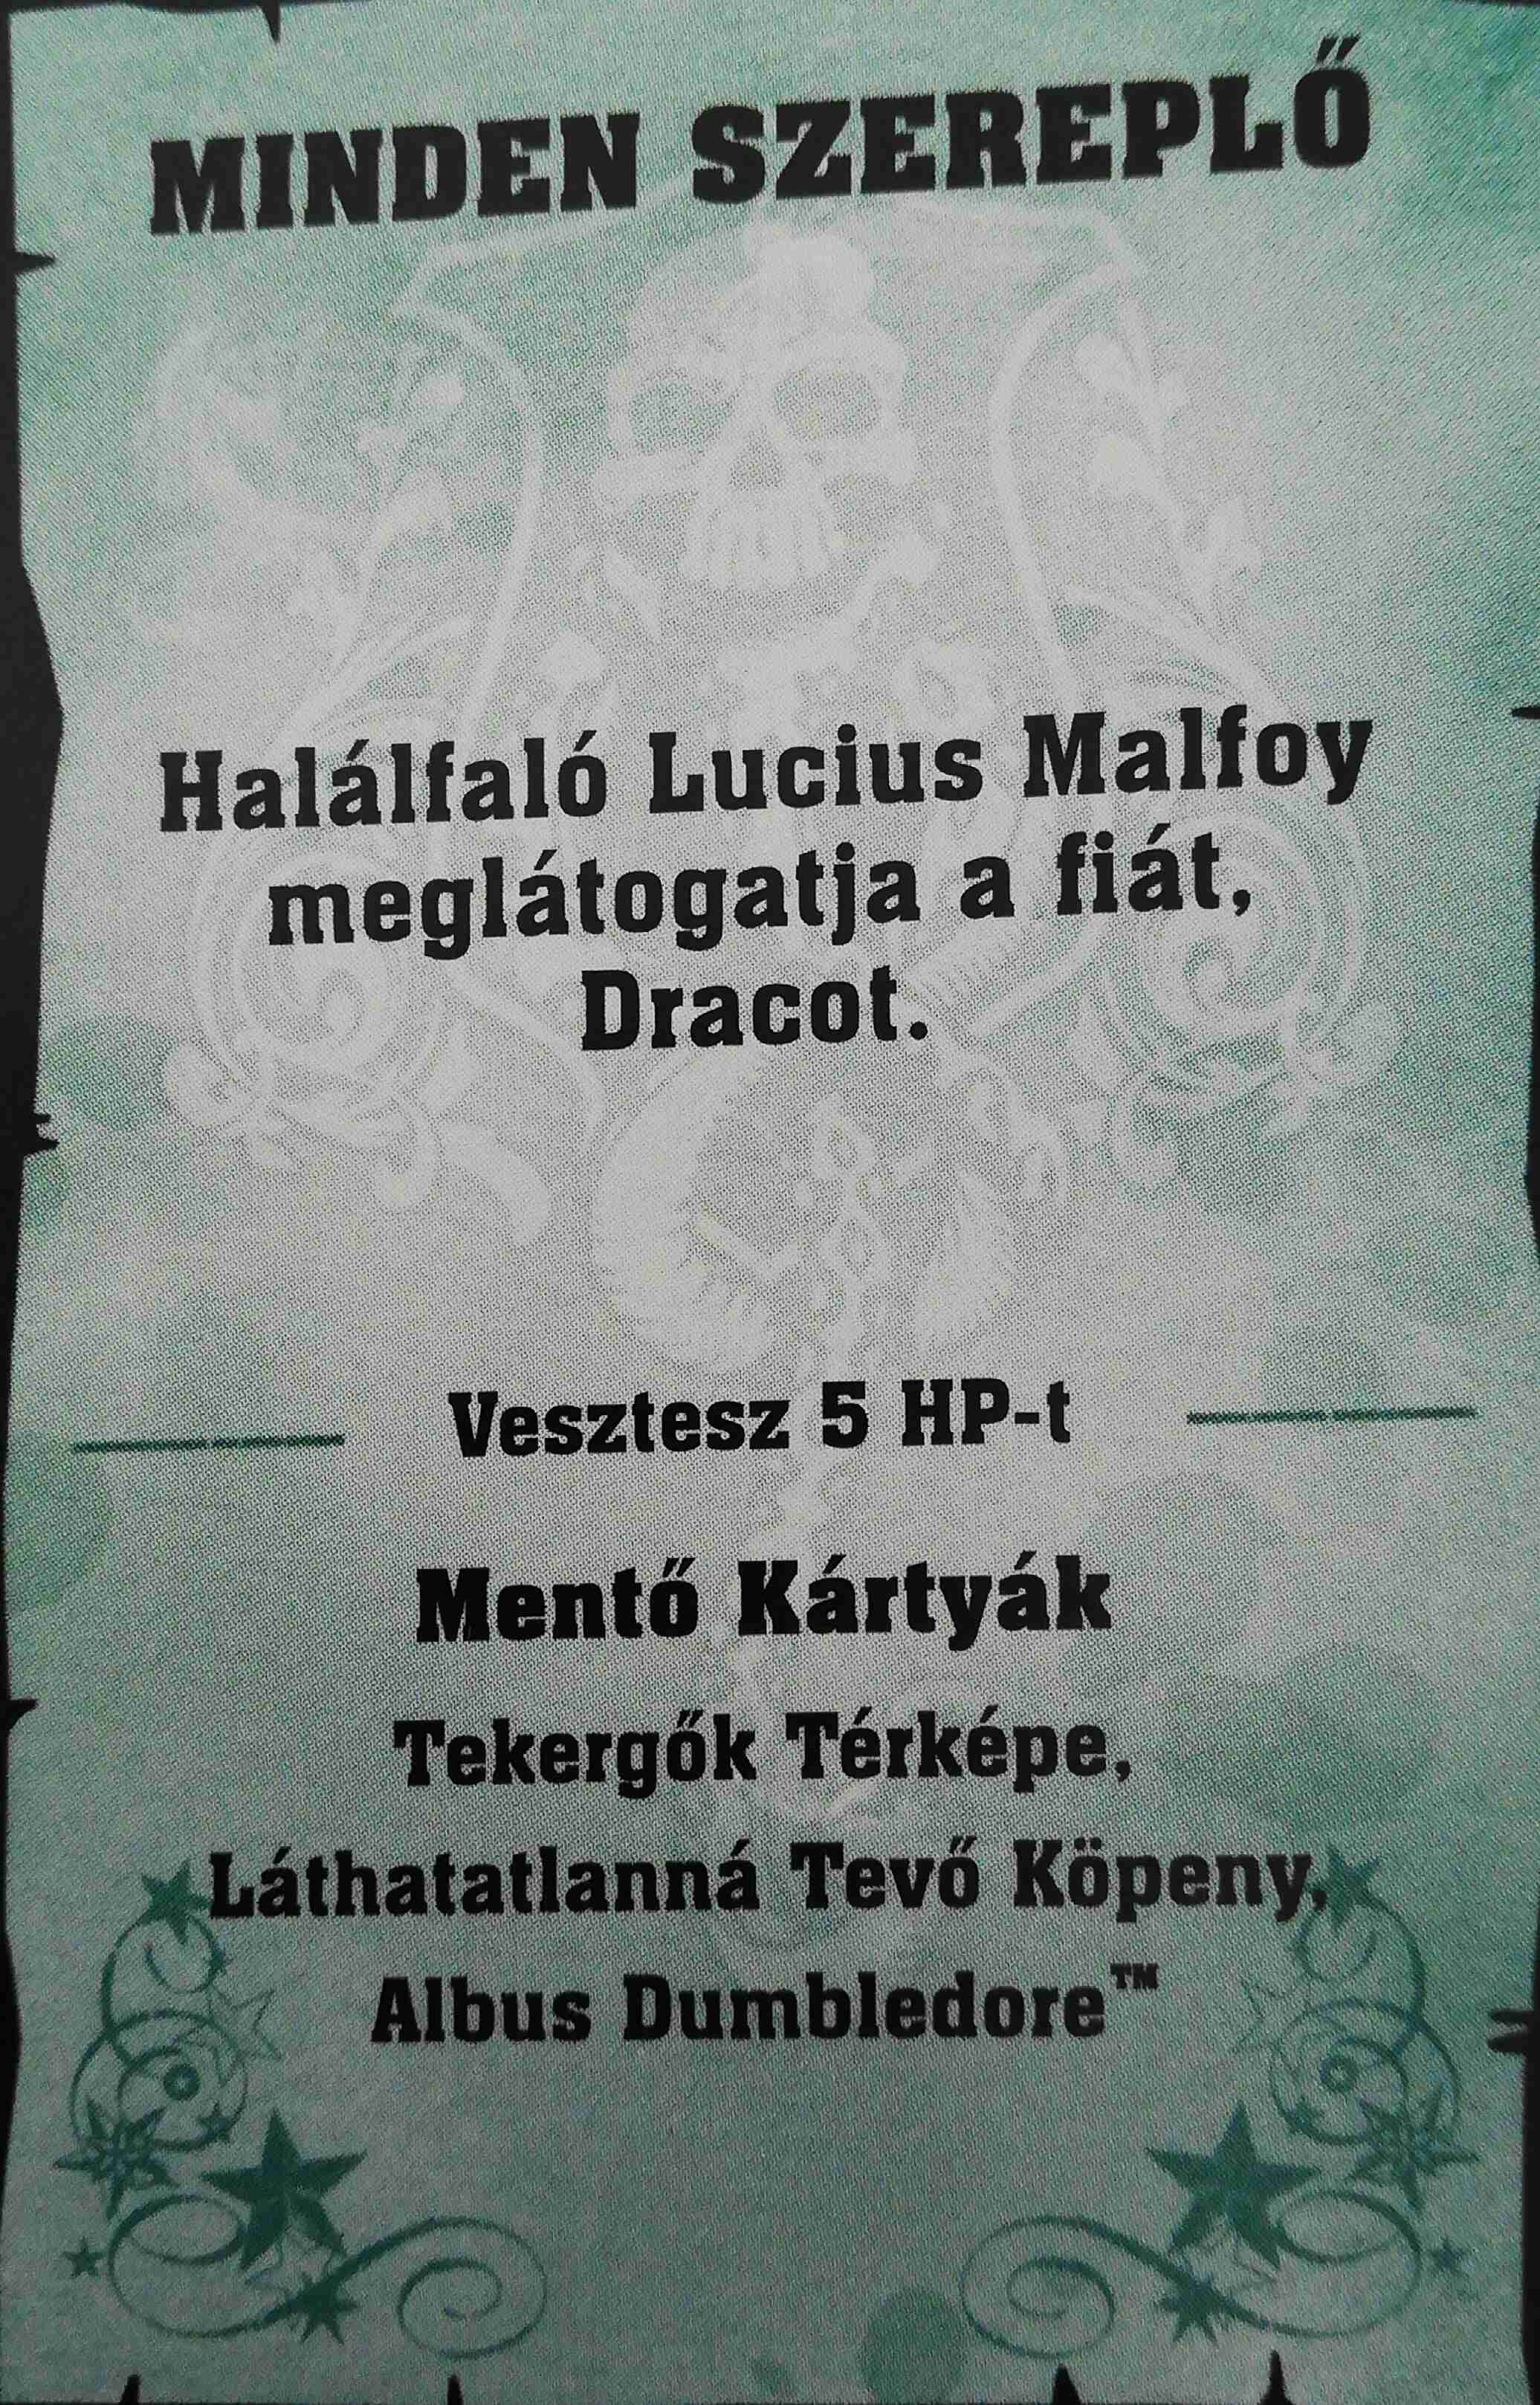 MINDEN SZEREPLŐ
Halálfaló Lucius Malfoy
meglátogatja a fiát,
Dracot.
Vesztesz 5 HP-t
Mentő Kártyák
Tekergők Térképe,
Láthatatlanná Tevő Köpeny,
Albus Dumbledore™